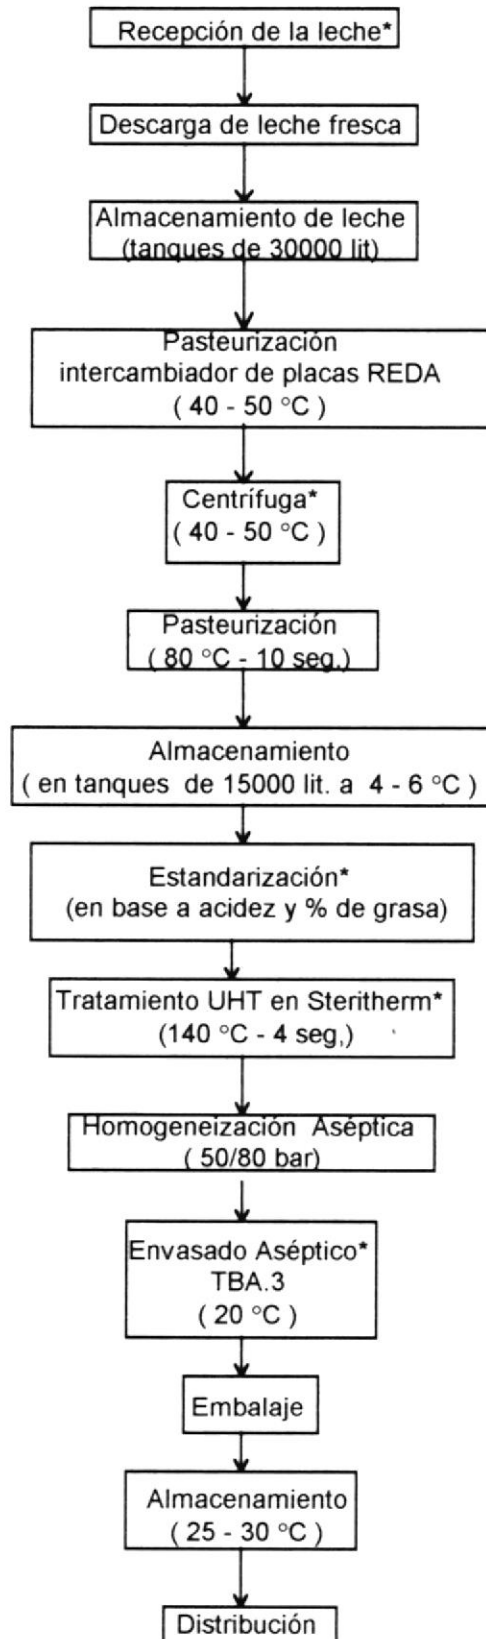 Recepción de la leche*
Descarga de leche fresca
Almacenamiento de leche
(tanques de 30000 lit)
Pasteurización
intercambiador de placas REDA
( 40 - 50 °C )
Centrífuga*
( 40 - 50 °C )
Pasteurización
( 80 °C - 10 seg.)
Almacenamiento
( en tanques de 15000 lit. a 4 - 6 °C )
Estandarización*
(en base a acidez y % de grasa)
Tratamiento UHT en Steritherm*
(140 °C - 4 seg,)
Homogeneización Aséptica
( 50/80 bar)
Envasado Aséptico*
TBA.3
( 20 °C )
Embalaje
Almacenamiento
( 25 - 30 °C )
Distribución